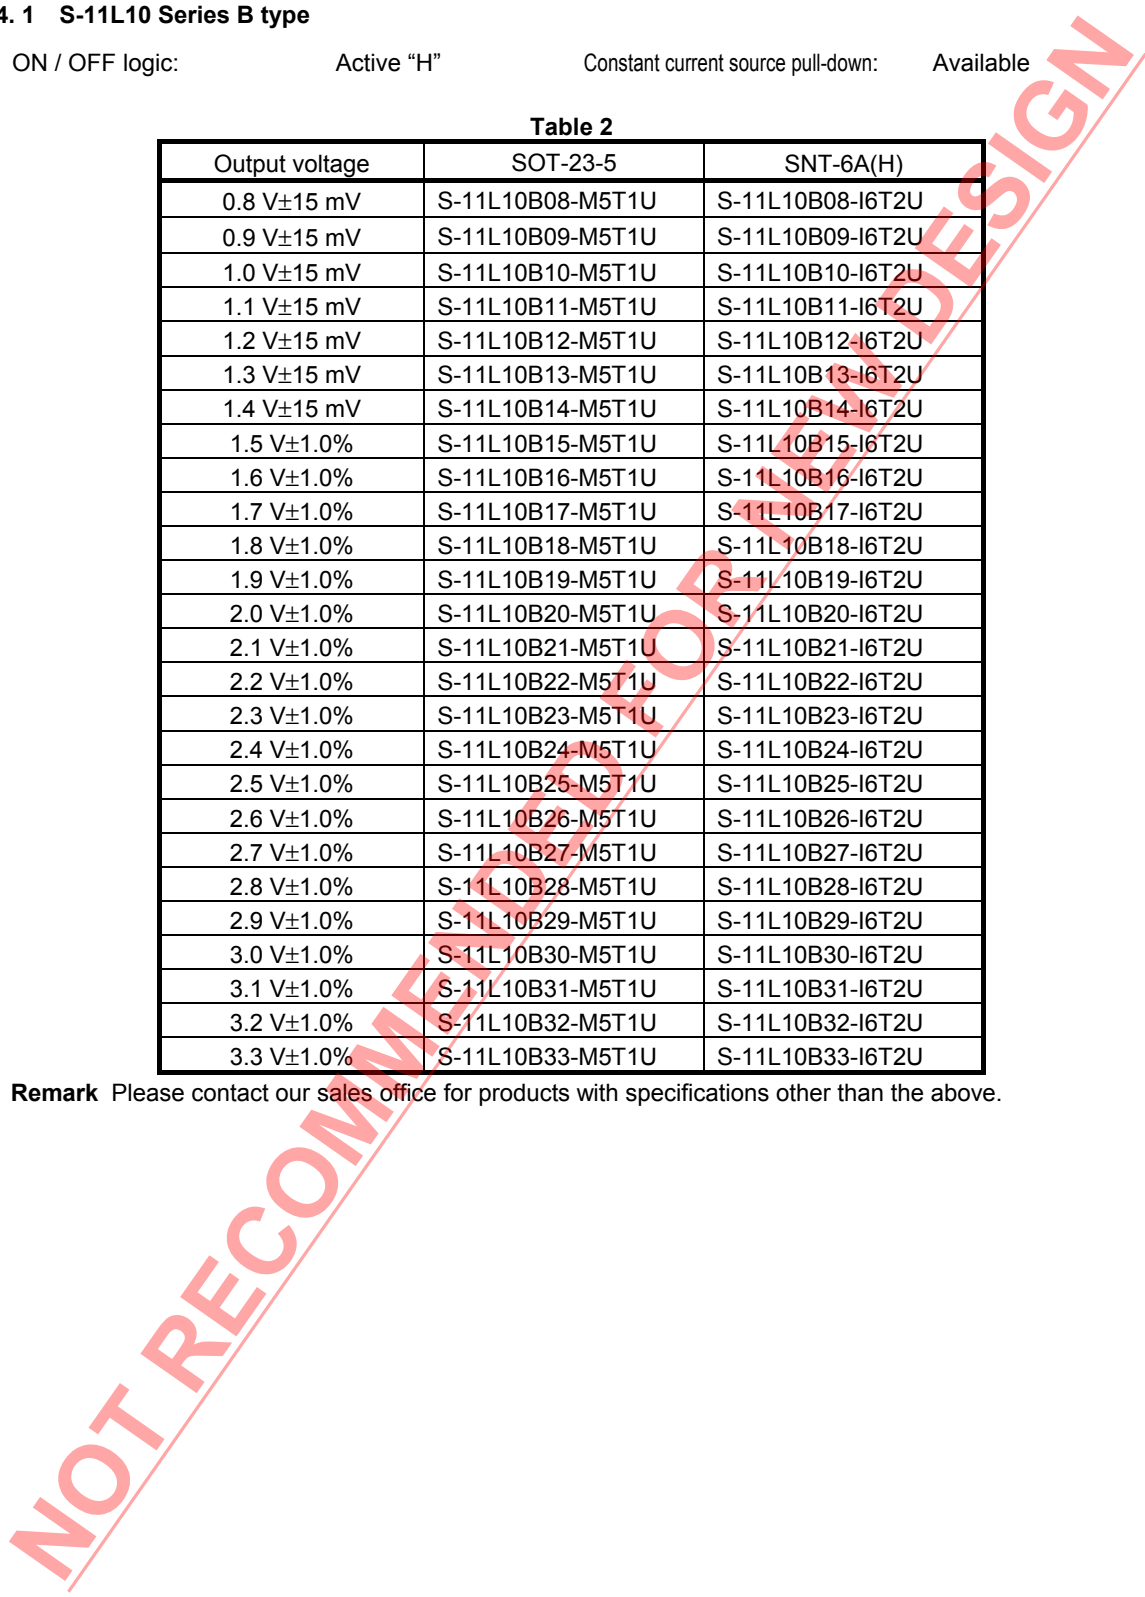 4. 1 S-11L10 Series B type
ON / OFF logic: Active “H” Constant current source pull-down: Available
Table 2
Output voltage SOT-23-5 SNT-6A(H)
0.8 V±15 mV S-11L10B08-M5T1U S-11L10B08-I6T2U
0.9 V±15 mV S-11L10B09-M5T1U S-11L10B09-I6T2U
1.0 V±15 mV S-11L10B10-M5T1U S-11L10B10-I6T2U
1.1 V±15 mV S-11L10B11-M5T1U S-11L10B11-I6T2U
1.2 V±15 mV S-11L10B12-M5T1U S-11L10B12-I6T2U
1.3 V±15 mV S-11L10B13-M5T1U S-11L10B13-I6T2U
1.4 V±15 mV S-11L10B14-M5T1U S-11L10B14-I6T2U
1.5 V±1.0% S-11L10B15-M5T1U S-11L10B15-I6T2U
1.6 V±1.0% S-11L10B16-M5T1U S-11L10B16-I6T2U
1.7 V±1.0% S-11L10B17-M5T1U S-11L10B17-I6T2U
1.8 V±1.0% S-11L10B18-M5T1U S-11L10B18-I6T2U
1.9 V±1.0% S-11L10B19-M5T1U S-11L10B19-I6T2U
2.0 V±1.0% S-11L10B20-M5T1U S-11L10B20-I6T2U
2.1 V±1.0% S-11L10B21-M5T1U S-11L10B21-I6T2U
2.2 V±1.0% S-11L10B22-M5T1U S-11L10B22-I6T2U
2.3 V±1.0% S-11L10B23-M5T1U S-11L10B23-I6T2U
2.4 V±1.0% S-11L10B24-M5T1U S-11L10B24-I6T2U
2.5 V±1.0% S-11L10B25-M5T1U S-11L10B25-I6T2U
2.6 V±1.0% S-11L10B26-M5T1U S-11L10B26-I6T2U
2.7 V±1.0% S-11L10B27-M5T1U S-11L10B27-I6T2U
2.8 V±1.0% S-11L10B28-M5T1U S-11L10B28-I6T2U
2.9 V±1.0% S-11L10B29-M5T1U S-11L10B29-I6T2U
3.0 V±1.0% S-11L10B30-M5T1U S-11L10B30-I6T2U
3.1 V±1.0% S-11L10B31-M5T1U S-11L10B31-I6T2U
3.2 V±1.0% S-11L10B32-M5T1U S-11L10B32-I6T2U
3.3 V±1.0% S-11L10B33-M5T1U S-11L10B33-I6T2U
Remark Please contact our sales office for products with specifications other than the above.
NOT RECOMMENDED FOR NEW DESIGN